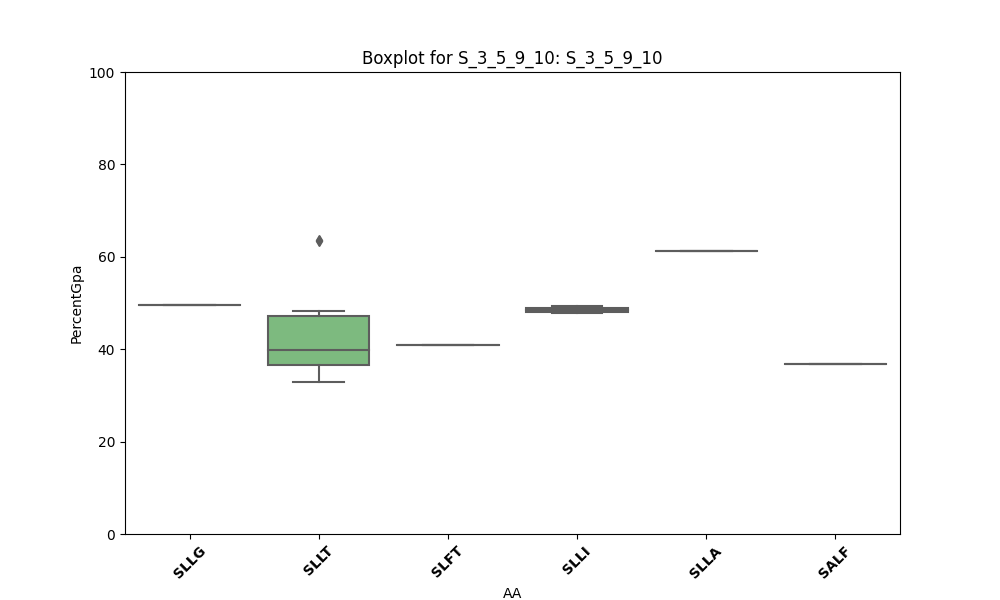 Boxplot for S_3_5_9_10: S_3_5_9_10
100
80
60
40
20
0
PercentGpa
SLLG
SLLT
SLFT
SLLI
SLLA
SALF
AA